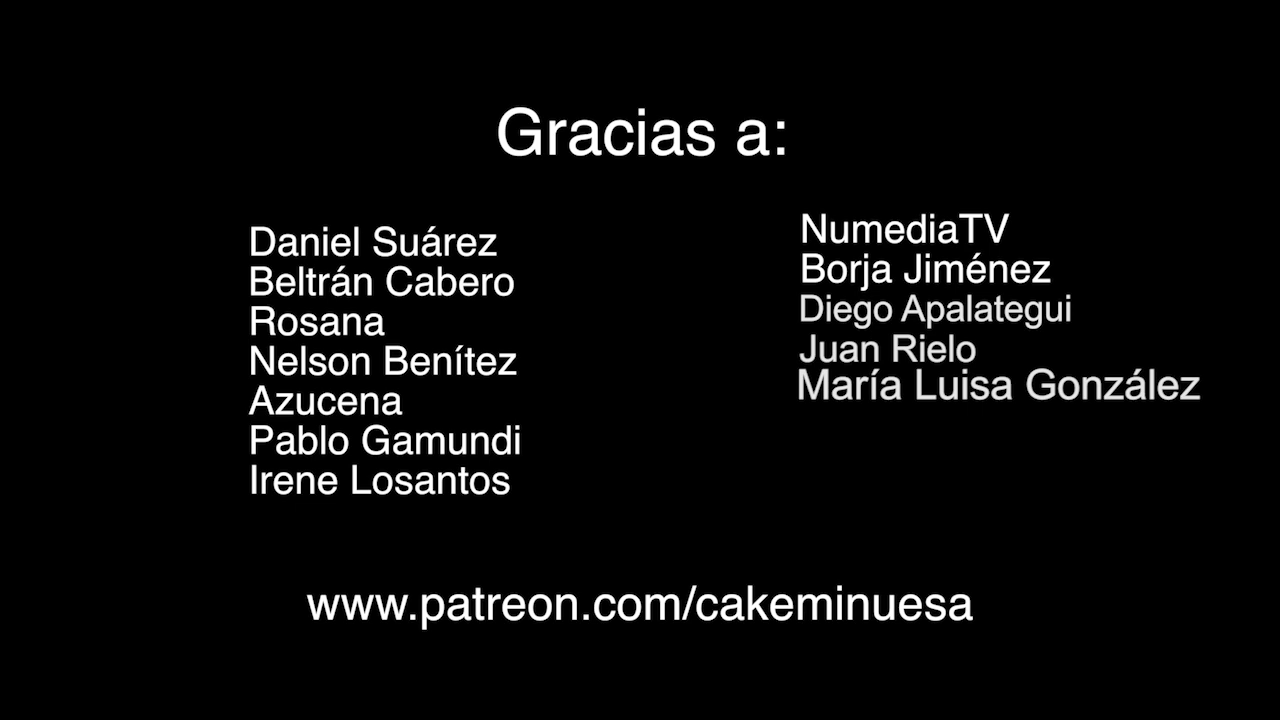 Gracias a:
Daniel Suárez
Beltrán Cabero
Rosana
Nelson Benítez
Azucena
Pablo Gamundi
Irene Losantos
NumediaTV
Borja Jiménez
Diego Apalategui
Juan Rielo
María Luisa González
www.patreon.com/cakeminuesa